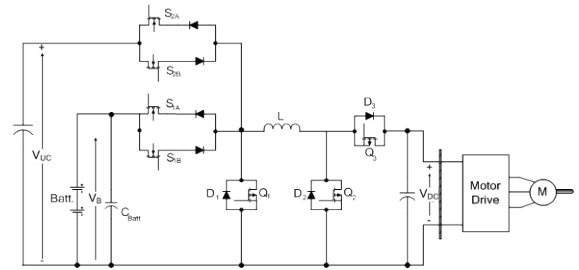 S2A
S2B
S1A
S1B
L
D3
Q3
+
VUC
-
Batt.
VB
CBatt
D1
Q1
D2
Q2
+
VDC
-
Motor
Drive
M